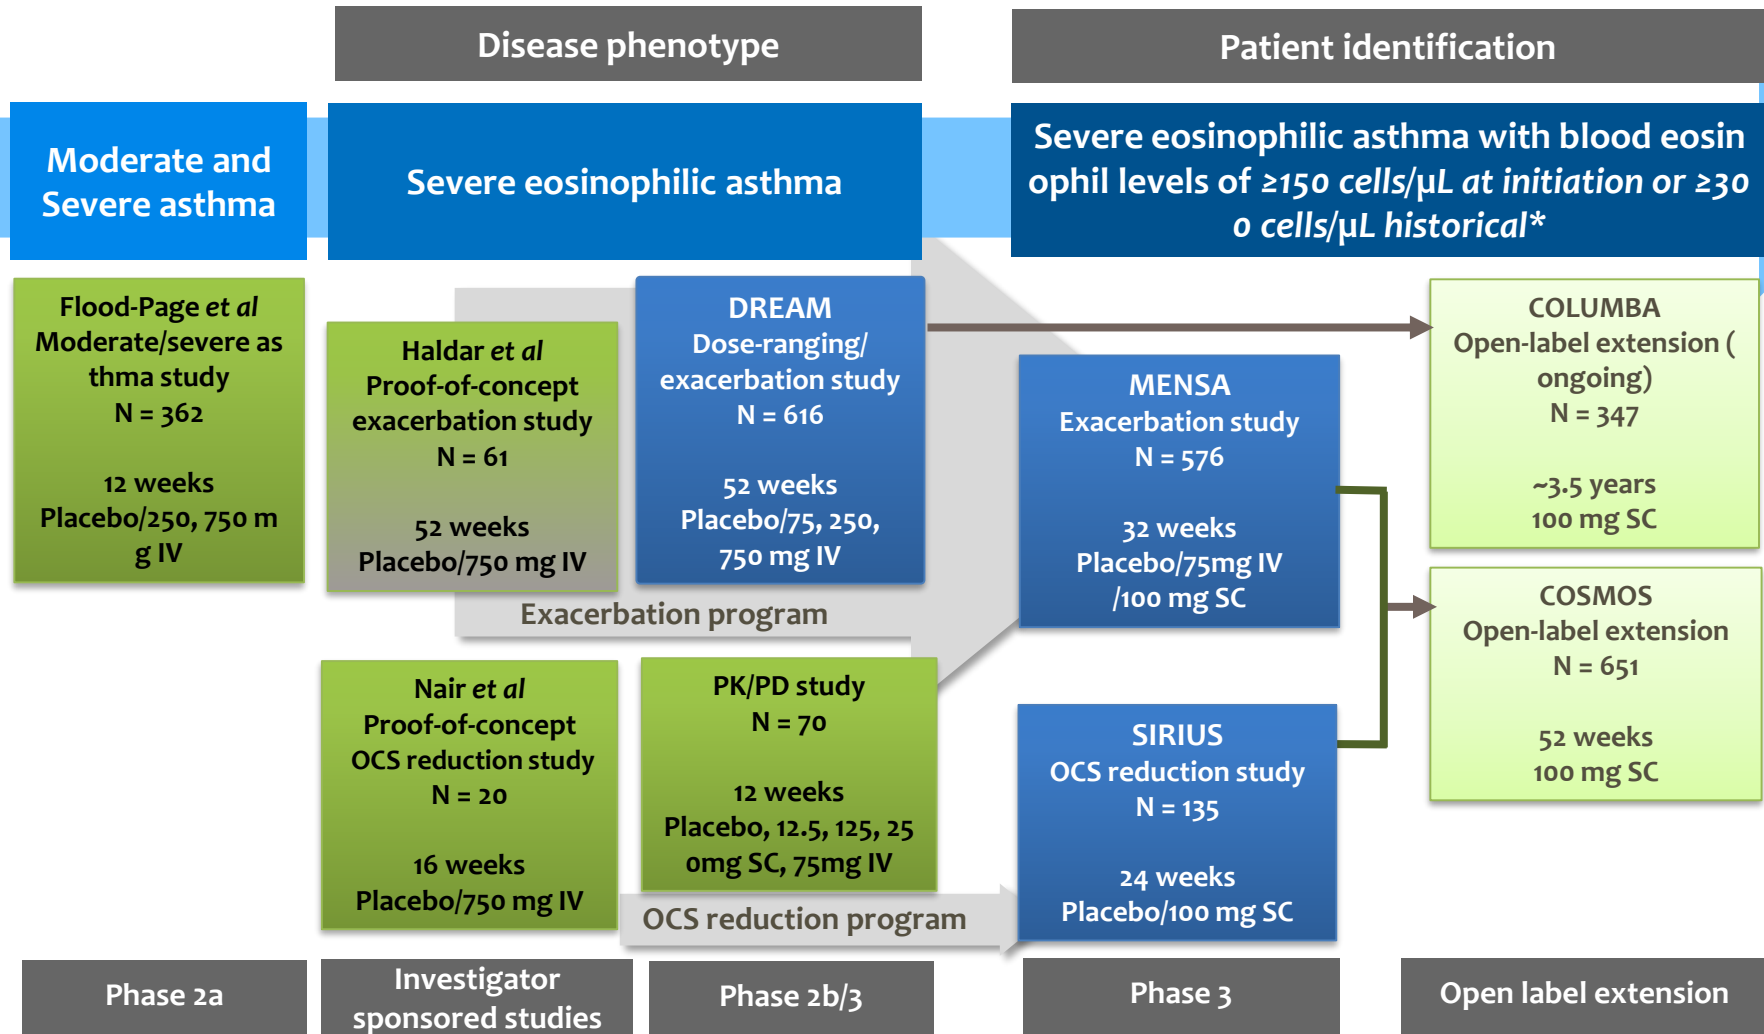 Disease phenotype
Patient identification
Moderate and
Severe asthma
Severe eosinophilic asthma
Severe eosinophilic asthma with blood eosin
ophil levels of ≥150 cells/μL at initiation or ≥30
0 cells/μL historical*
Flood-Page et al
Moderate/severe as
thma study
N = 362
12 weeks
Placebo/250, 750 m
g IV
Haldar et al
Proof-of-concept
exacerbation study
N = 61
52 weeks
Placebo/750 mg IV
DREAM
Dose-ranging/
exacerbation study
N = 616
52 weeks
Placebo/75, 250,
750 mg IV
Exacerbation program
MENSA
Exacerbation study
N = 576
32 weeks
Placebo/75mg IV
/100 mg SC
COLUMBA
Open-label extension (
ongoing)
N = 347
~3.5 years
100 mg SC
COSMOS
Open-label extension
N = 651
52 weeks
100 mg SC
Nair et al
Proof-of-concept
OCS reduction study
N = 20
16 weeks
Placebo/750 mg IV
PK/PD study
N = 70
12 weeks
Placebo, 12.5, 125, 25
0mg SC, 75mg IV
OCS reduction program
SIRIUS
OCS reduction study
N = 135
24 weeks
Placebo/100 mg SC
Phase 2a
Investigator
sponsored studies
Phase 2b/3
Phase 3
Open label extension